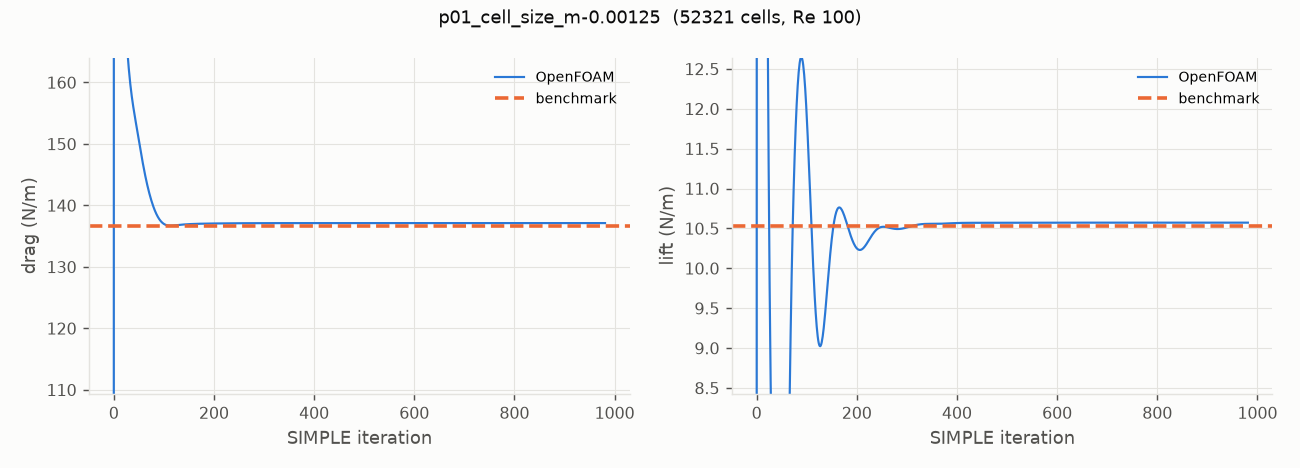 p01_cell_size_m-0.00125 (52321 cells, Re 100)
drag (N/m)
160
150
140
130
120
110
0 200 400 600 800 1000
SIMPLE iteration
OpenFOAM
benchmark
lift (N/m)
12.5
12.0
11.5
11.0
10.5
10.0
9.5
9.0
8.5
0 200 400 600 800 1000
SIMPLE iteration
OpenFOAM
benchmark